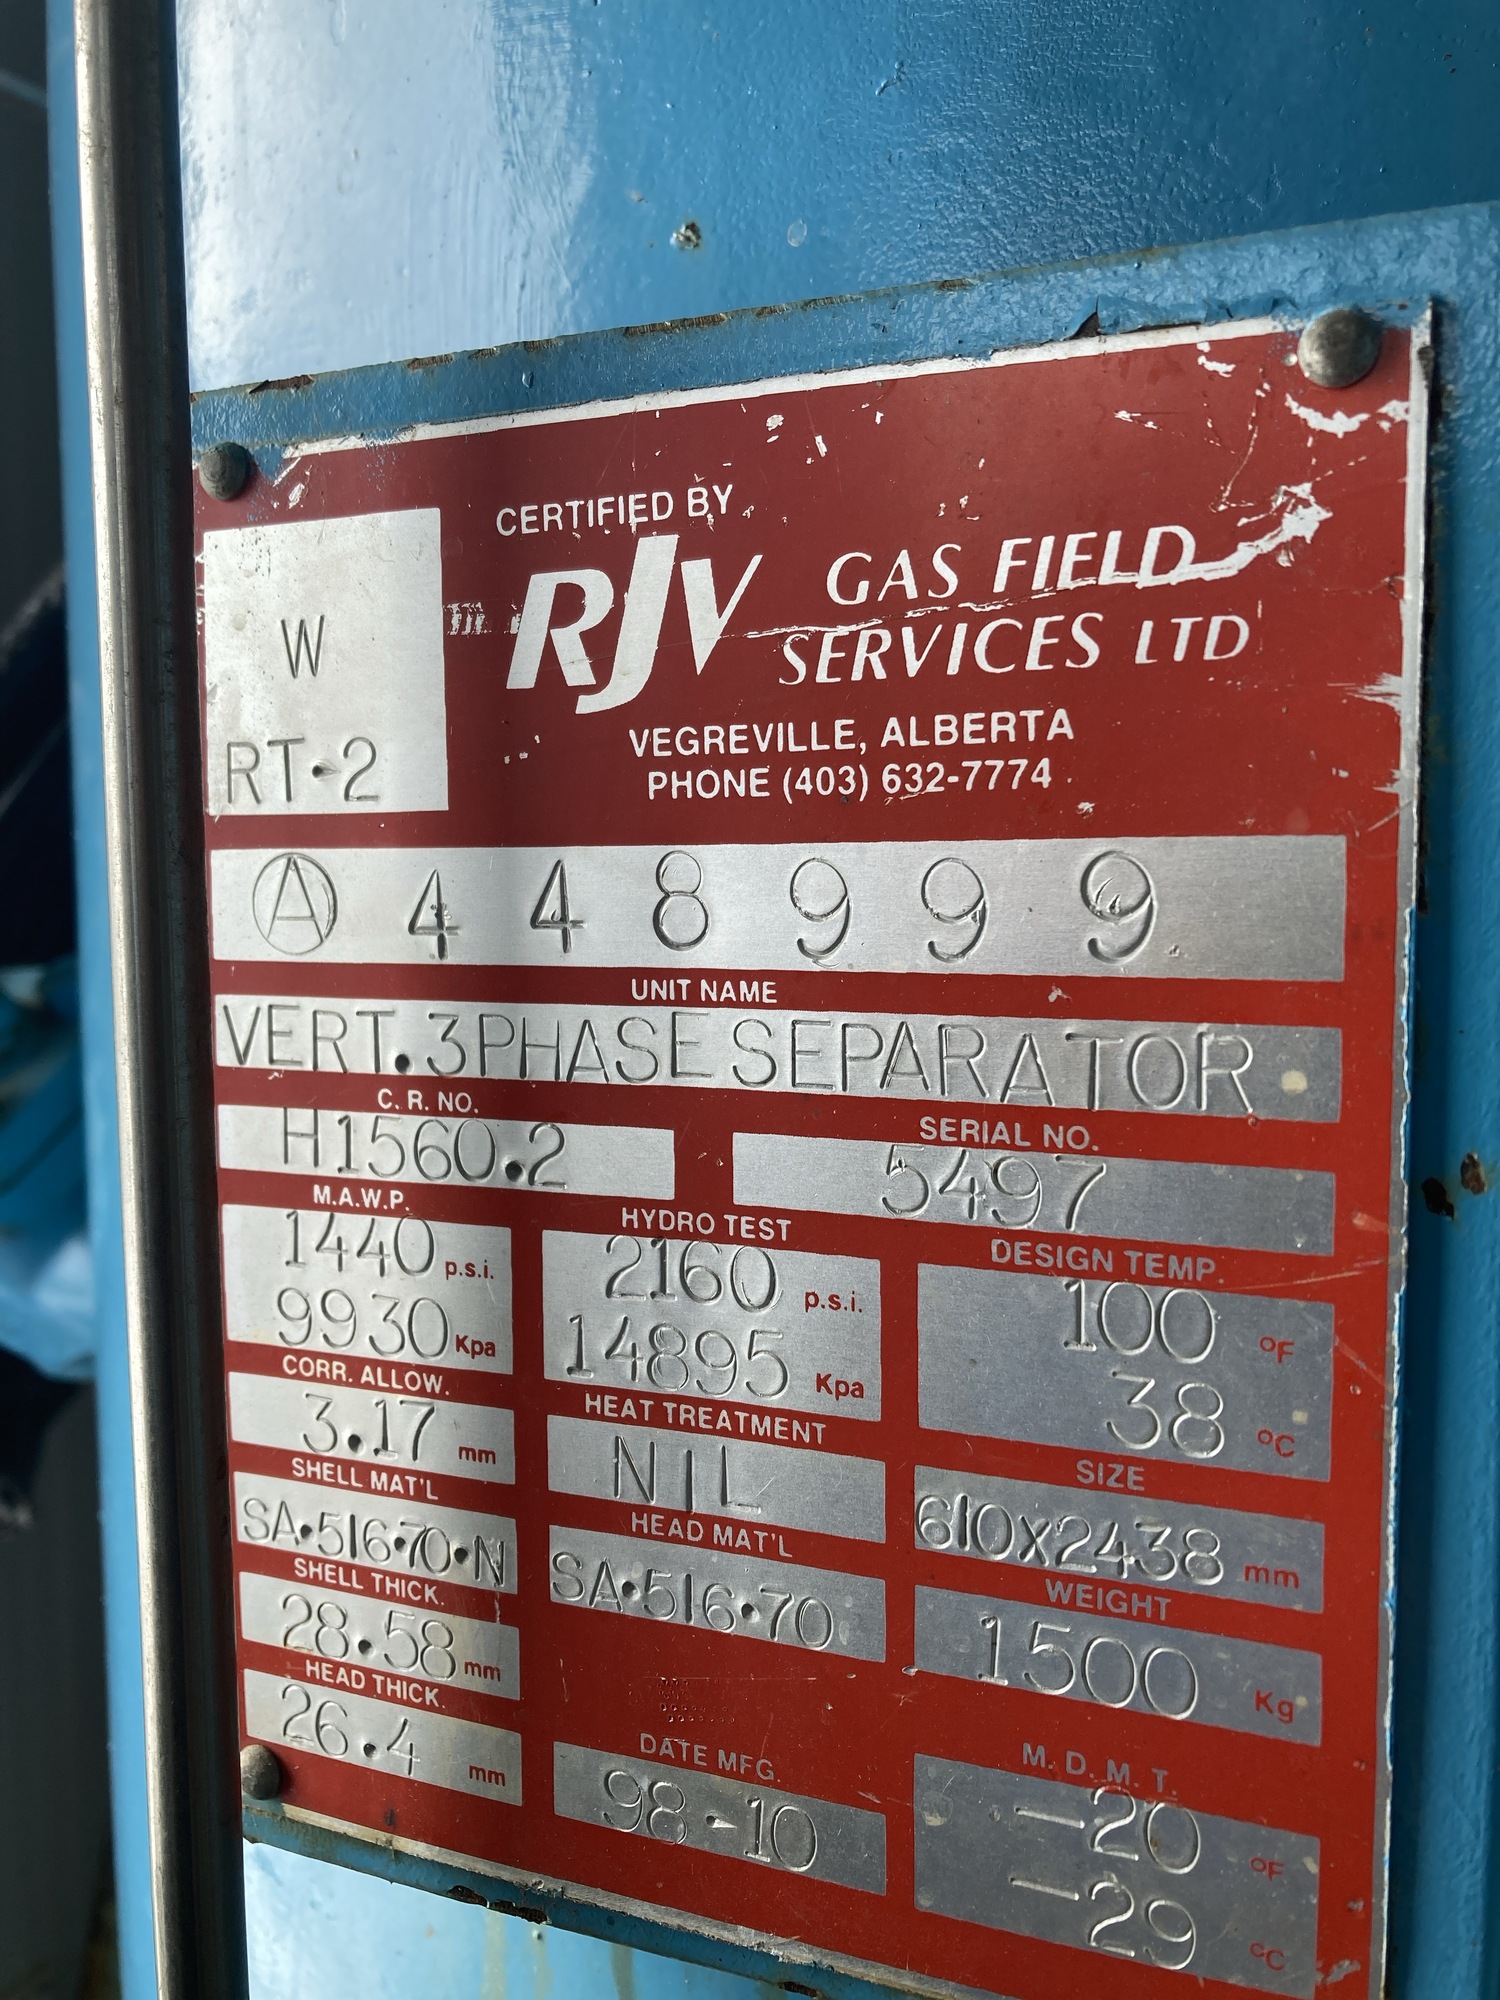 CERTIFIED BY
RJV GAS FIELD
SERVICES LTD
VEGREVILLE, ALBERTA
PHONE (403) 632-7774
W
RT-2
Ⓐ 448999
UNIT NAME
VERT. 3 PHASE SEPARATOR
C. R. NO.
H1560.2
SERIAL NO.
5497
M.A.W.P.
1440 p.s.i.
9930 Kpa
HYDRO TEST
2160 p.s.i.
14895 Kpa
DESIGN TEMP.
100 °F
38 °C
CORR. ALLOW.
3.17 mm
HEAT TREATMENT
NIL
SIZE
610X2438 mm
SHELL MAT'L
SA•516•70•N
HEAD MAT'L
SA•516•70
WEIGHT
1500 Kg
SHELL THICK.
28.58 mm
HEAD THICK.
26.4 mm
DATE MFG.
98-10
M. D. M. T.
-20 °F
-29 °C